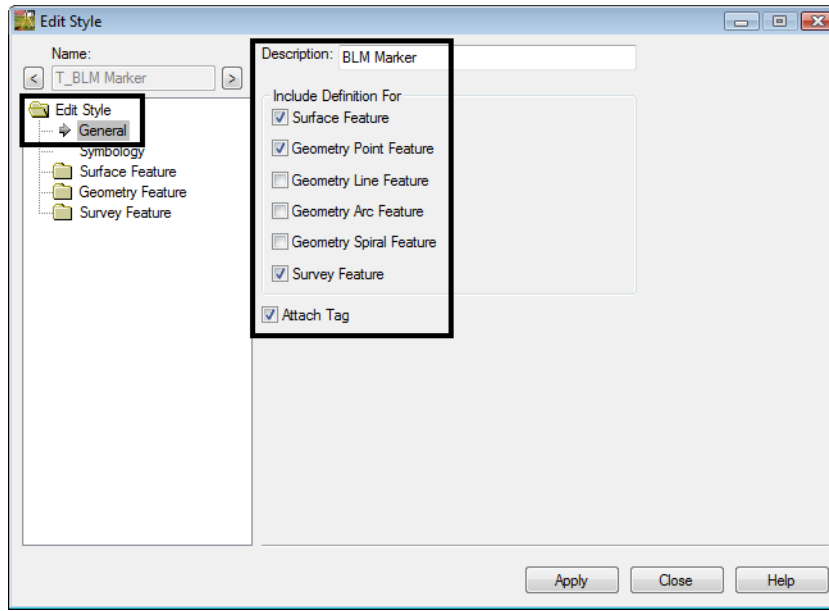 Edit Style
Name:
< T_BLM Marker >
Edit Style
General
Symbology
Surface Feature
Geometry Feature
Survey Feature
Description: BLM Marker
Include Definition For
Surface Feature
Geometry Point Feature
Geometry Line Feature
Geometry Arc Feature
Geometry Spiral Feature
Survey Feature
Attach Tag
Apply Close Help